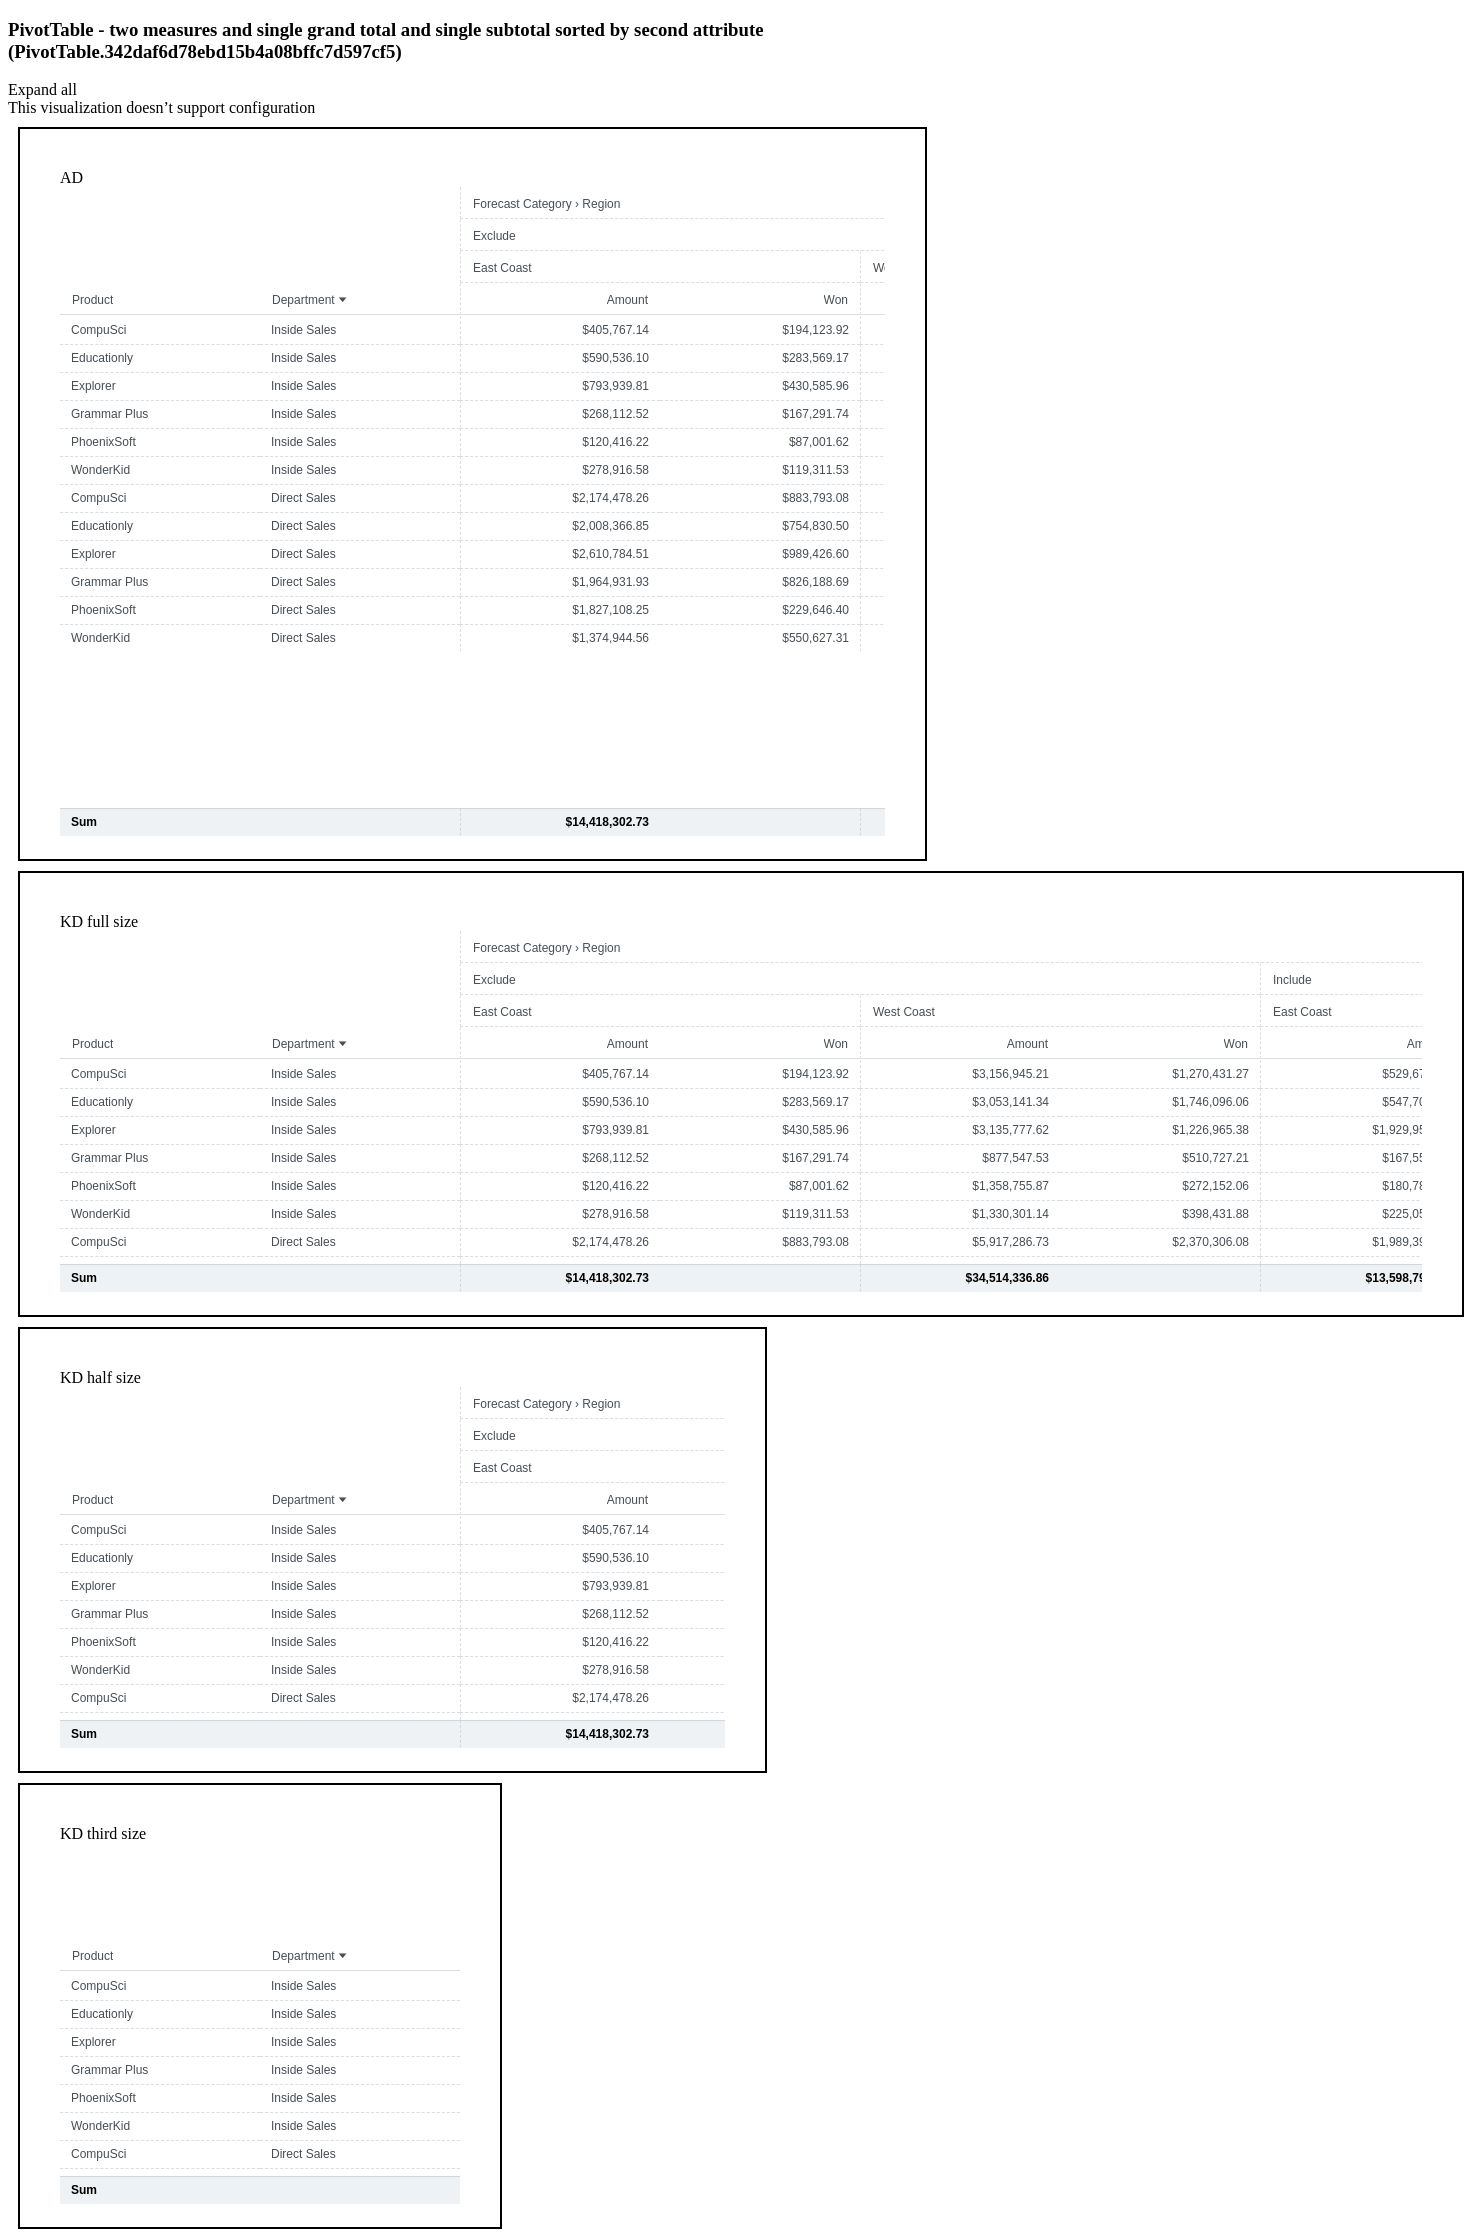 PivotTable - two measures and single grand total and single subtotal sorted by second attribute
(PivotTable.342daf6d78ebd15b4a08bffc7d597cf5)
Expand all
This visualization doesn’t support configuration
AD
Forecast Category › Region
Exclude
East Coast
Product Department Amount Won
CompuSci Inside Sales $405,767.14 $194,123.92
Educationly Inside Sales $590,536.10 $283,569.17
Explorer Inside Sales $793,939.81 $430,585.96
Grammar Plus Inside Sales $268,112.52 $167,291.74
PhoenixSoft Inside Sales $120,416.22 $87,001.62
WonderKid Inside Sales $278,916.58 $119,311.53
CompuSci Direct Sales $2,174,478.26 $883,793.08
Educationly Direct Sales $2,008,366.85 $754,830.50
Explorer Direct Sales $2,610,784.51 $989,426.60
Grammar Plus Direct Sales $1,964,931.93 $826,188.69
PhoenixSoft Direct Sales $1,827,108.25 $229,646.40
WonderKid Direct Sales $1,374,944.56 $550,627.31
Sum $14,418,302.73
KD full size
Forecast Category › Region
Exclude Include
East Coast West Coast East Coast
Product Department Amount Won Amount Won Am
CompuSci Inside Sales $405,767.14 $194,123.92 $3,156,945.21 $1,270,431.27 $529,67
Educationly Inside Sales $590,536.10 $283,569.17 $3,053,141.34 $1,746,096.06 $547,70
Explorer Inside Sales $793,939.81 $430,585.96 $3,135,777.62 $1,226,965.38 $1,929,95
Grammar Plus Inside Sales $268,112.52 $167,291.74 $877,547.53 $510,727.21 $167,55
PhoenixSoft Inside Sales $120,416.22 $87,001.62 $1,358,755.87 $272,152.06 $180,78
WonderKid Inside Sales $278,916.58 $119,311.53 $1,330,301.14 $398,431.88 $225,05
CompuSci Direct Sales $2,174,478.26 $883,793.08 $5,917,286.73 $2,370,306.08 $1,989,39
Sum $14,418,302.73 $34,514,336.86 $13,598,79
KD half size
Forecast Category › Region
Exclude
East Coast
Product Department Amount
CompuSci Inside Sales $405,767.14
Educationly Inside Sales $590,536.10
Explorer Inside Sales $793,939.81
Grammar Plus Inside Sales $268,112.52
PhoenixSoft Inside Sales $120,416.22
WonderKid Inside Sales $278,916.58
CompuSci Direct Sales $2,174,478.26
Sum $14,418,302.73
KD third size
Product Department
CompuSci Inside Sales
Educationly Inside Sales
Explorer Inside Sales
Grammar Plus Inside Sales
PhoenixSoft Inside Sales
WonderKid Inside Sales
CompuSci Direct Sales
Sum